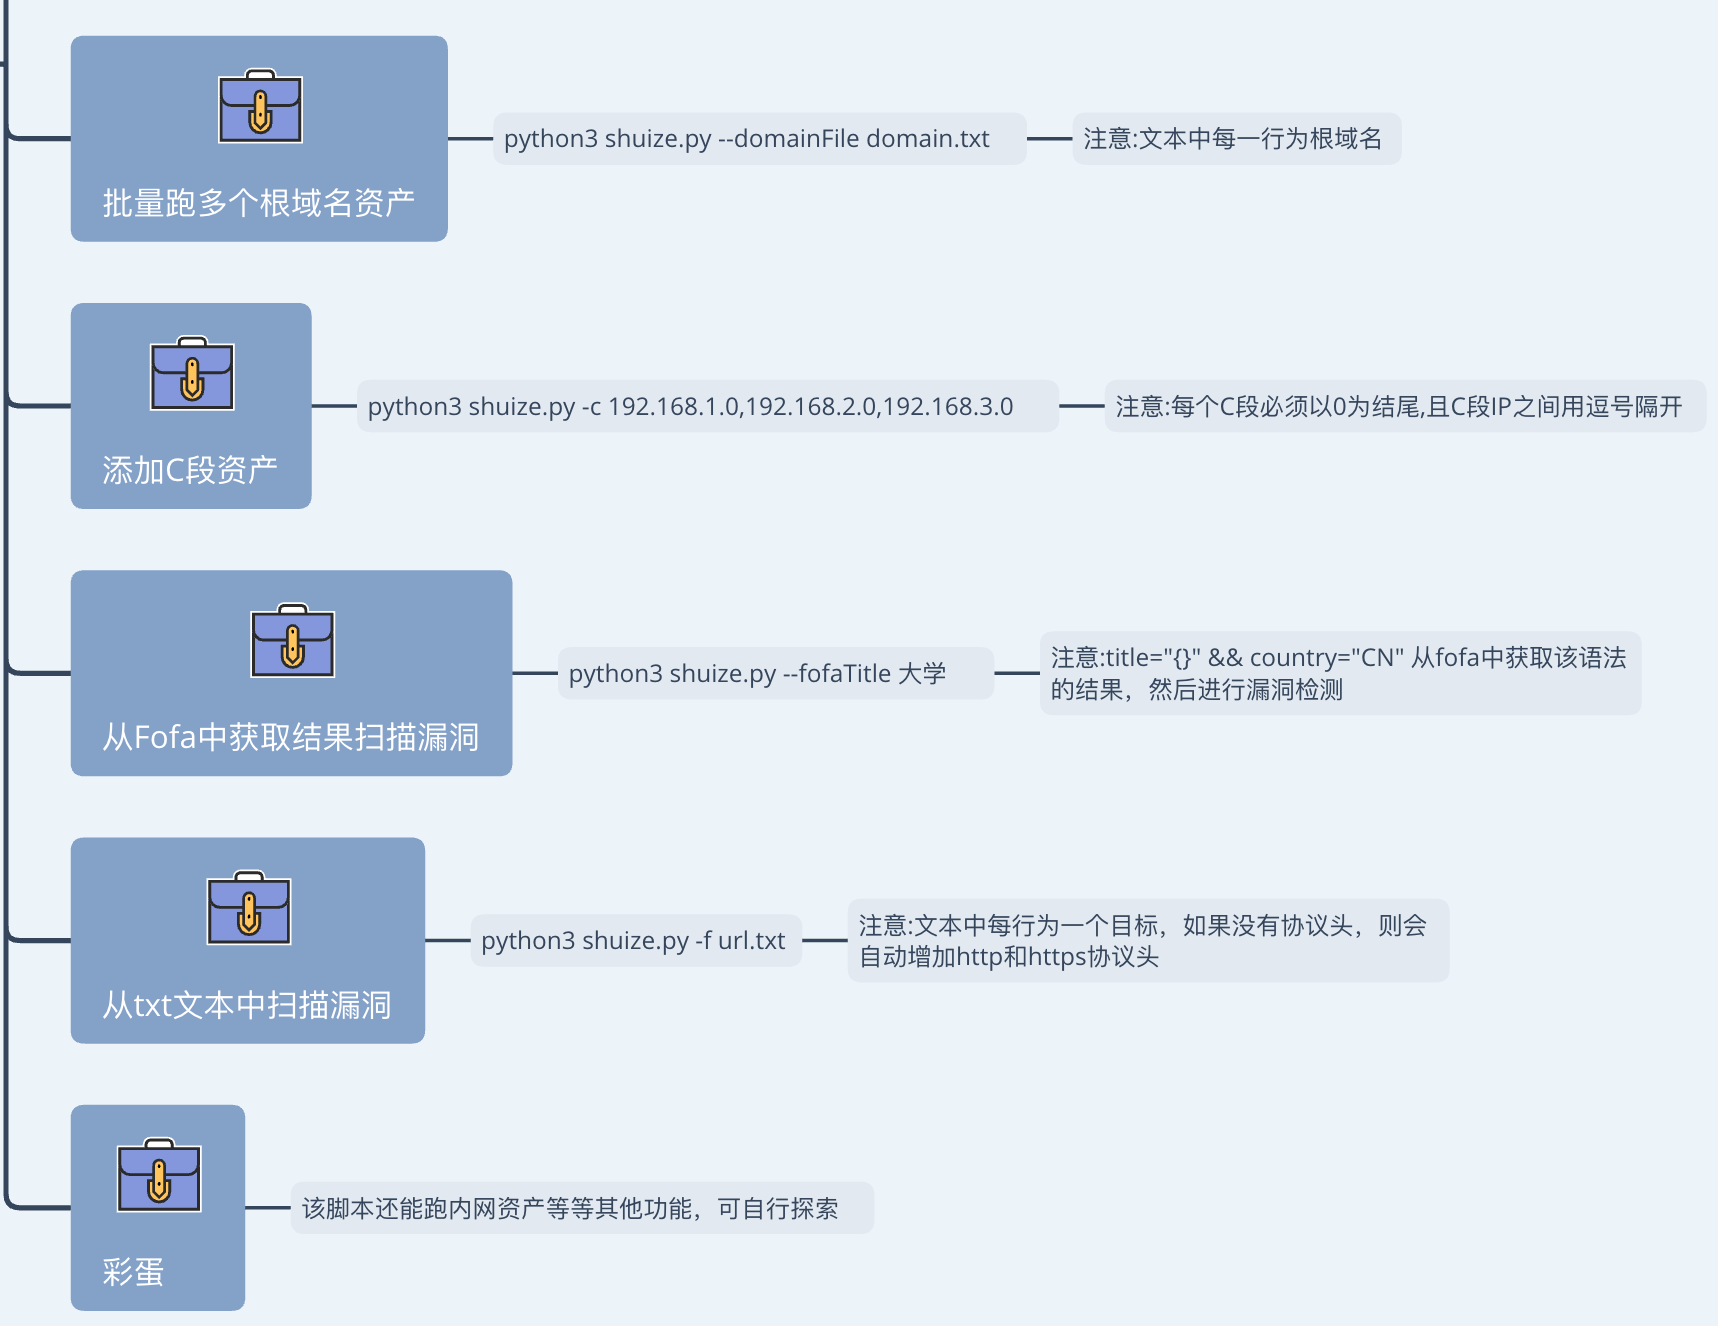 批量跑多个根域名资产
python3 shuize.py --domainFile domain.txt
注意:文本中每一行为根域名
添加C段资产
python3 shuize.py -c 192.168.1.0,192.168.2.0,192.168.3.0
注意:每个C段必须以0为结尾,且C段IP之间用逗号隔开
从Fofa中获取结果扫描漏洞
python3 shuize.py --fofaTitle 大学
注意:title="{}" && country="CN" 从fofa中获取该语法
的结果，然后进行漏洞检测
从txt文本中扫描漏洞
python3 shuize.py -f url.txt
注意:文本中每行为一个目标，如果没有协议头，则会
自动增加http和https协议头
彩蛋
该脚本还能跑内网资产等等其他功能，可自行探索